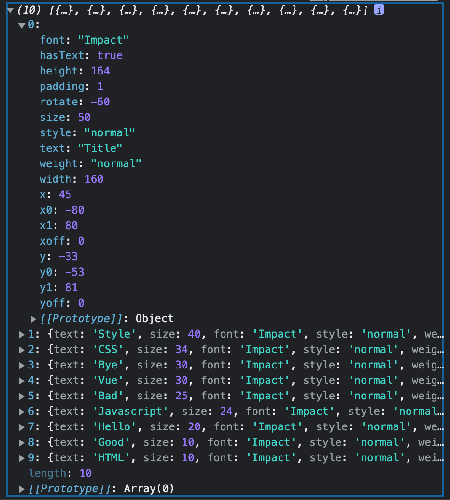 (10) [{…}, {…}, {…}, {…}, {…}, {…}, {…}, {…}, {…}, {…}] i
0:
font: "Impact"
hasText: true
height: 164
padding: 1
rotate: -60
size: 50
style: "normal"
text: "Title"
weight: "normal"
width: 160
x: 45
x0: -80
x1: 80
xoff: 0
y: -33
y0: -53
y1: 81
yoff: 0
[[Prototype]]: Object
1: {text: 'Style', size: 40, font: 'Impact', style: 'normal', we…
2: {text: 'CSS', size: 34, font: 'Impact', style: 'normal', weig…
3: {text: 'Bye', size: 30, font: 'Impact', style: 'normal', weig…
4: {text: 'Vue', size: 30, font: 'Impact', style: 'normal', weig…
5: {text: 'Bad', size: 25, font: 'Impact', style: 'normal', weig…
6: {text: 'Javascript', size: 24, font: 'Impact', style: 'normal…
7: {text: 'Hello', size: 20, font: 'Impact', style: 'normal', we…
8: {text: 'Good', size: 10, font: 'Impact', style: 'normal', wei…
9: {text: 'HTML', size: 10, font: 'Impact', style: 'normal', wei…
length: 10
[[Prototype]]: Array(0)